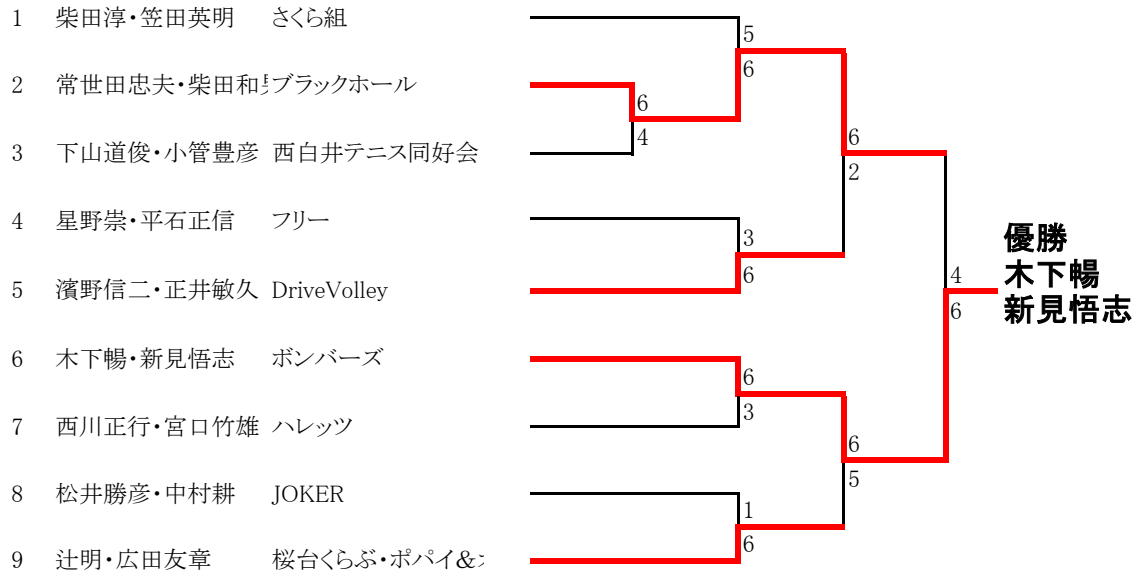 1 柴田淳・笠田英明 さくら組
5
2 常世田忠夫・柴田和 ブラックホール
6
6
4
3 下山道俊・小管豊彦 西白井テニス同好会
6
2
4 星野崇・平石正信 フリー
3
優勝
木下暢
新見悟志
5 濱野信二・正井敏久 DriveVolley
6
4
6
6 木下暢・新見悟志 ボンバーズ
6
3
7 西川正行・宮口竹雄 ハレッツ
6
5
8 松井勝彦・中村耕 JOKER
1
6
9 辻明・広田友章 桜台くらぶ・ポパイ&